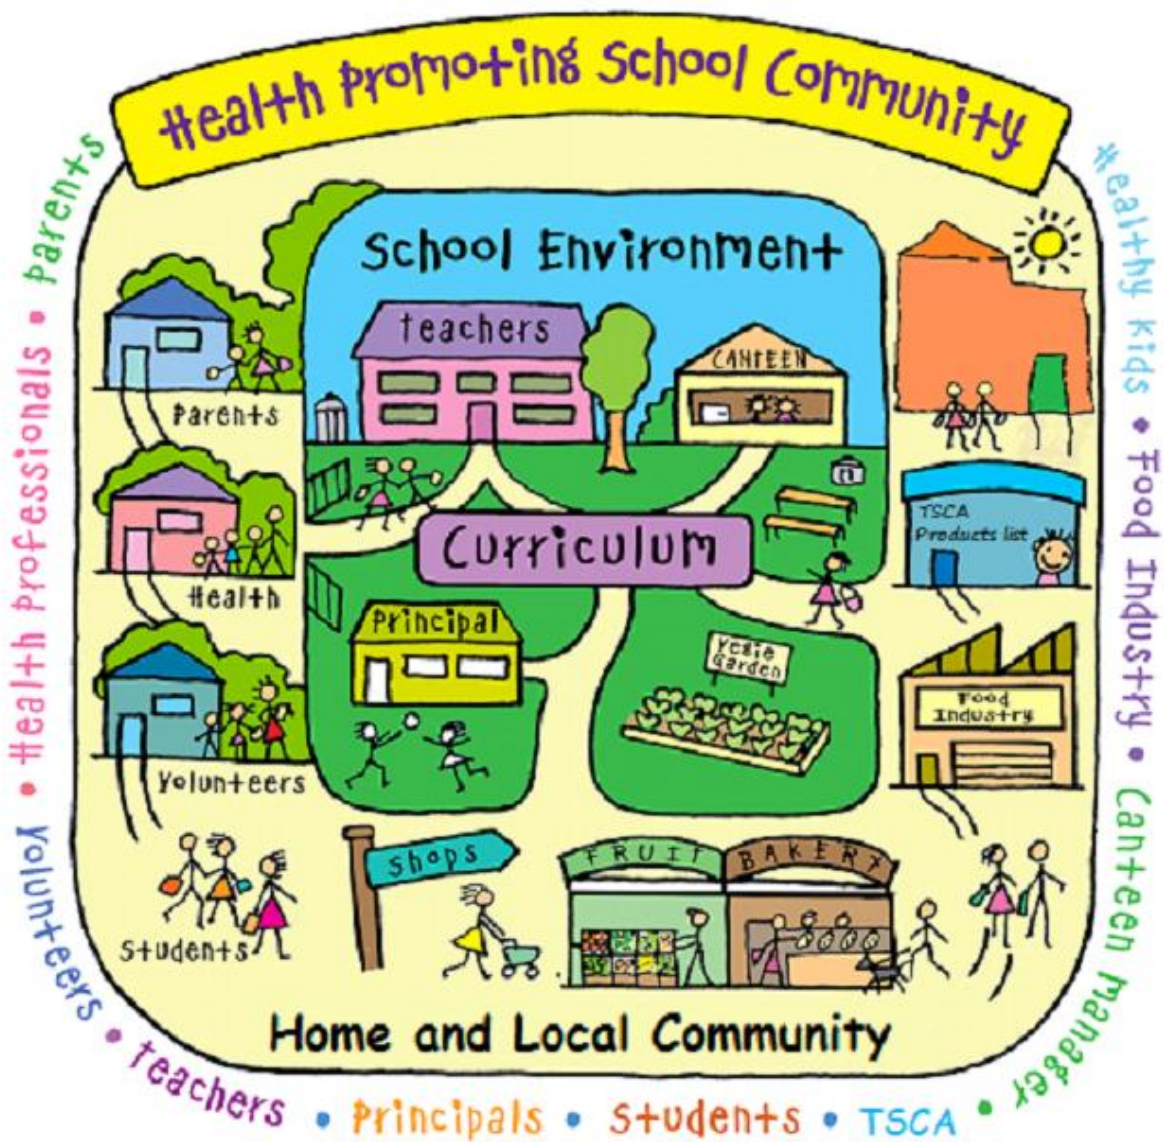 Health Promoting School Community
School Environment
Teachers
CANTEEN
Parents
Curriculum
TSCA
Products list
Health
Principal
Vegie
Garden
Food
Industry
Volunteers
Shops
FRUIT
BAKERY
Students
Home and Local Community
Parents
Health Professionals
Volunteers
Teachers
Principals
Students
TSCA
Canteen Manager
Food Industry
Healthy Kids